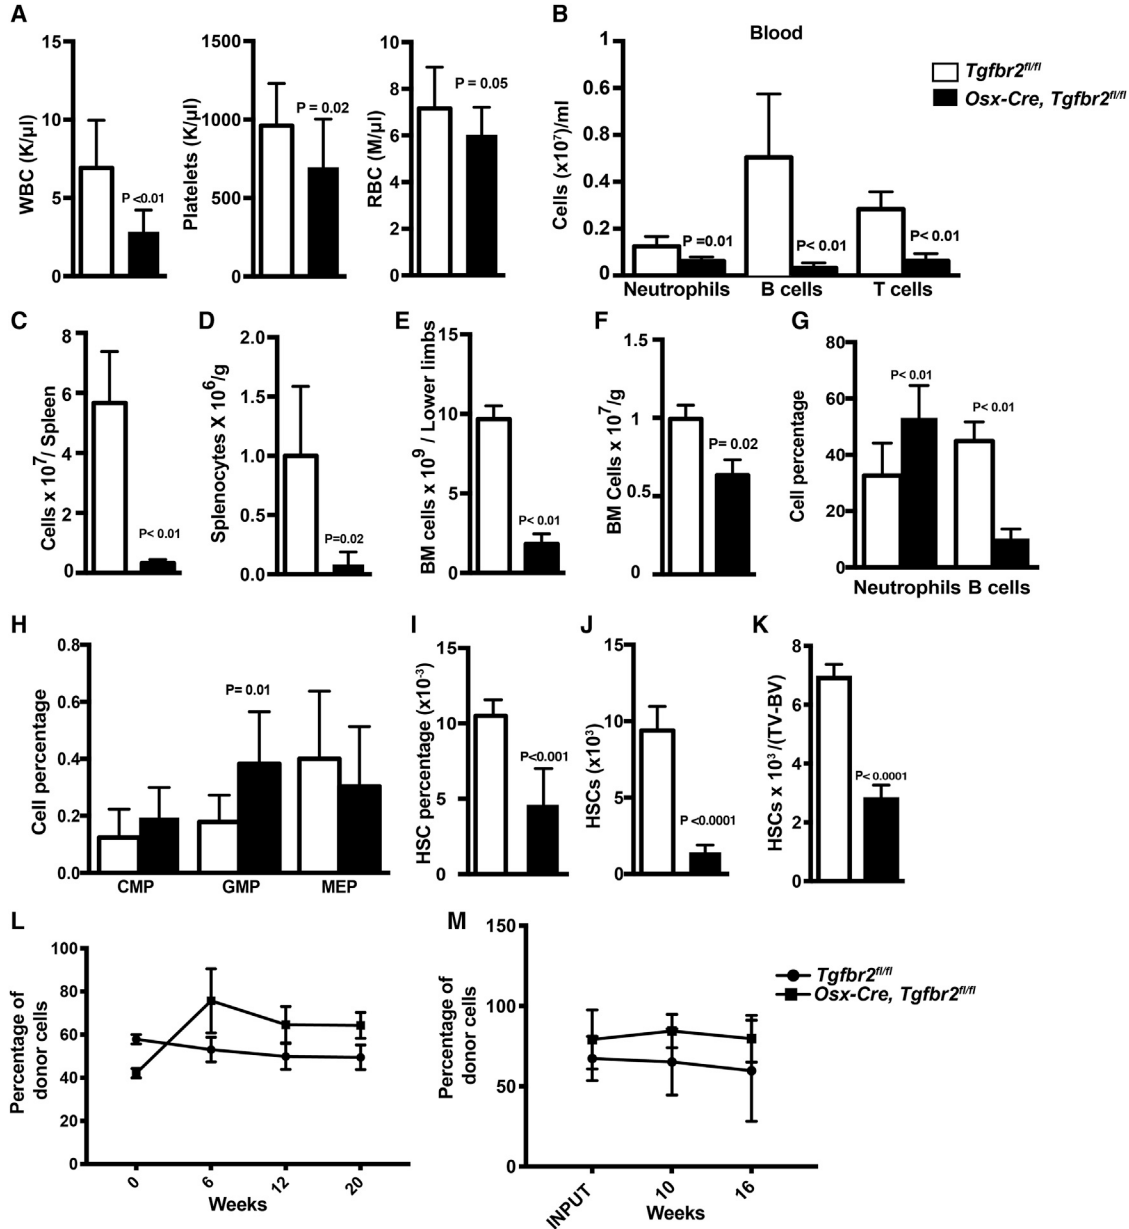 A
15
10
5
0
WBC (K/µl)
P <0.01
1500
1000
500
0
Platelets (K/µl)
P = 0.02
10
8
6
4
2
0
RBC (M/µl)
P = 0.05
B
Blood
1
0.6
0.8
0.4
0.2
0
Cells (x10⁷)/ml
P =0.01
P< 0.01
P< 0.01
Neutrophils
B cells
T cells
Tgfbr2fl/fl
Osx-Cre, Tgfbr2fl/fl
C
8
6
4
2
0
Cells x 10⁷/ Spleen
P< 0.01
D
2.0
1.5
1.0
0.5
0.0
Splenocytes X 10⁶/g
P=0.02
E
15
10
5
0
BM cells x 10⁹ / Lower limbs
P< 0.01
F
1.5
1
0.5
0
BM Cells x 10⁷/g
P= 0.02
G
80
60
40
20
0
Cell percentage
P< 0.01
P< 0.01
Neutrophils B cells
H
0.8
0.6
0.4
0.2
0.0
Cell percentage
P= 0.01
CMP
GMP
MEP
I
15
10
5
0
HSC percentage (x10⁻³)
P<0.001
J
15
10
5
0
HSCs (x10³)
P <0.0001
K
8
6
4
2
0
HSCs x 10³ /(TV-BV)
P< 0.0001
L
100
80
60
40
20
0
Percentage of
donor cells
0
6
12
20
Weeks
M
150
100
50
0
Percentage of
donor cells
INPUT
10
16
Weeks
Tgfbr2fl/fl
Osx-Cre, Tgfbr2fl/fl